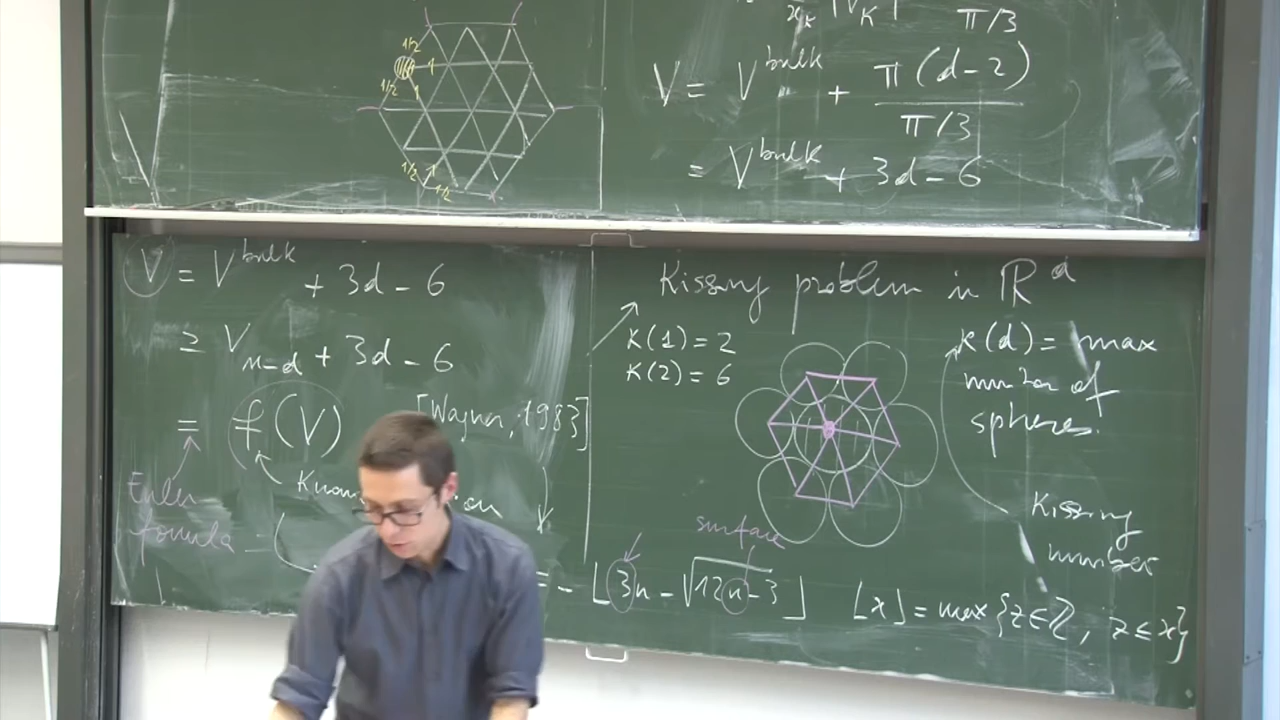 1/2
1
1/2
1
1/2
1/2
π/3
V = V^bulk + π(d-2) / π/3
= V^bulk + 3d - 6
V = V^bulk + 3d - 6
≥ V_{n-d} + 3d - 6
= f(V) [Wagner, 1983]
Euler
formula
Kissing problem in ℝ^d
K(1) = 2
K(2) = 6
K(d) = max
number of
spheres.
Kissing
number
surface
= - ⌊3n - √12n-3⌋
⌊x⌋ = max{z∈ℤ, z≤x}